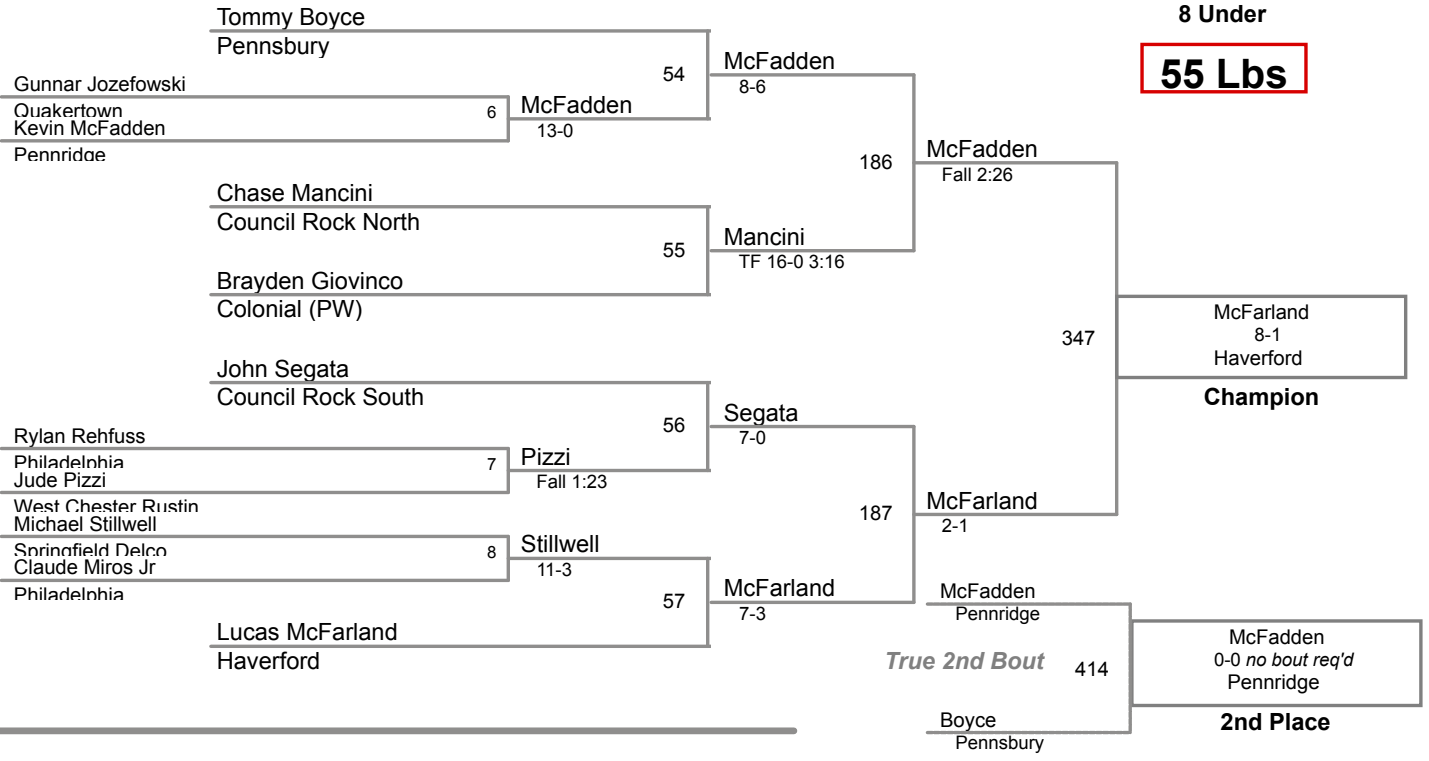 8 Under
55 Lbs
Tommy Boyce
Pennsbury
54
McFadden
8-6
Gunnar Jozefowski
Quakertown
Kevin McFadden
Pennridge
6
McFadden
13-0
186
McFadden
Fall 2:26
Chase Mancini
Council Rock North
55
Mancini
TF 16-0 3:16
Brayden Giovinco
Colonial (PW)
347
McFarland
8-1
Haverford
Champion
John Segata
Council Rock South
56
Segata
7-0
Rylan Rehfuss
Philadelphia
Jude Pizzi
West Chester Rustin
7
Pizzi
Fall 1:23
187
McFarland
2-1
Michael Stillwell
Springfield Delco
Claude Miros Jr
Philadelphia
8
Stillwell
11-3
57
McFarland
7-3
Lucas McFarland
Haverford
McFadden
Pennridge
True 2nd Bout
414
Boyce
Pennsbury
McFadden
0-0 no bout req'd
Pennridge
2nd Place